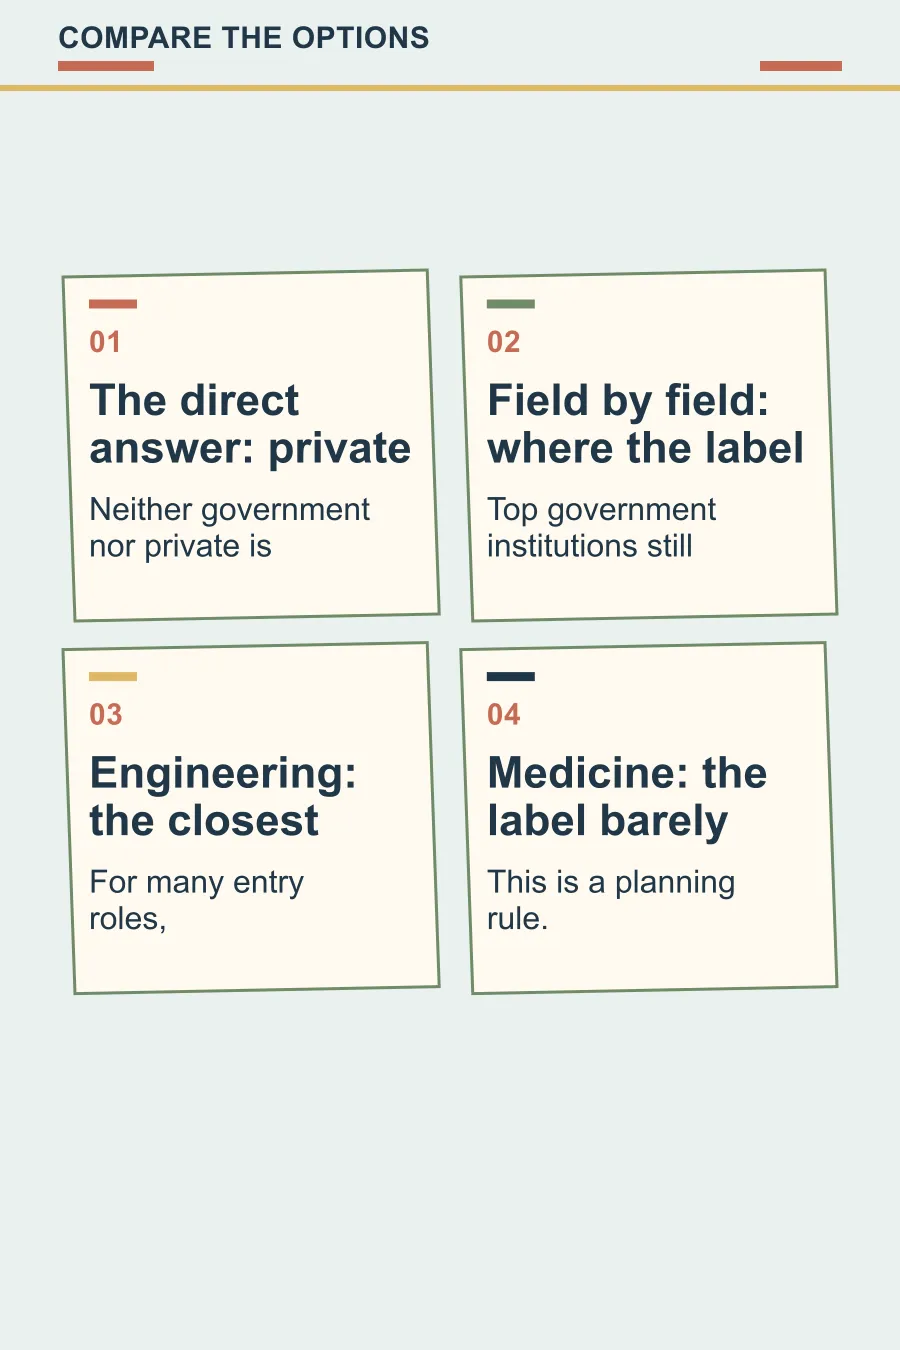 COMPARE THE OPTIONS
01
The direct
answer: private
Neither government
nor private is
02
Field by field:
where the label
Top government
institutions still
03
Engineering:
the closest
For many entry
roles,
04
Medicine: the
label barely
This is a planning
rule.